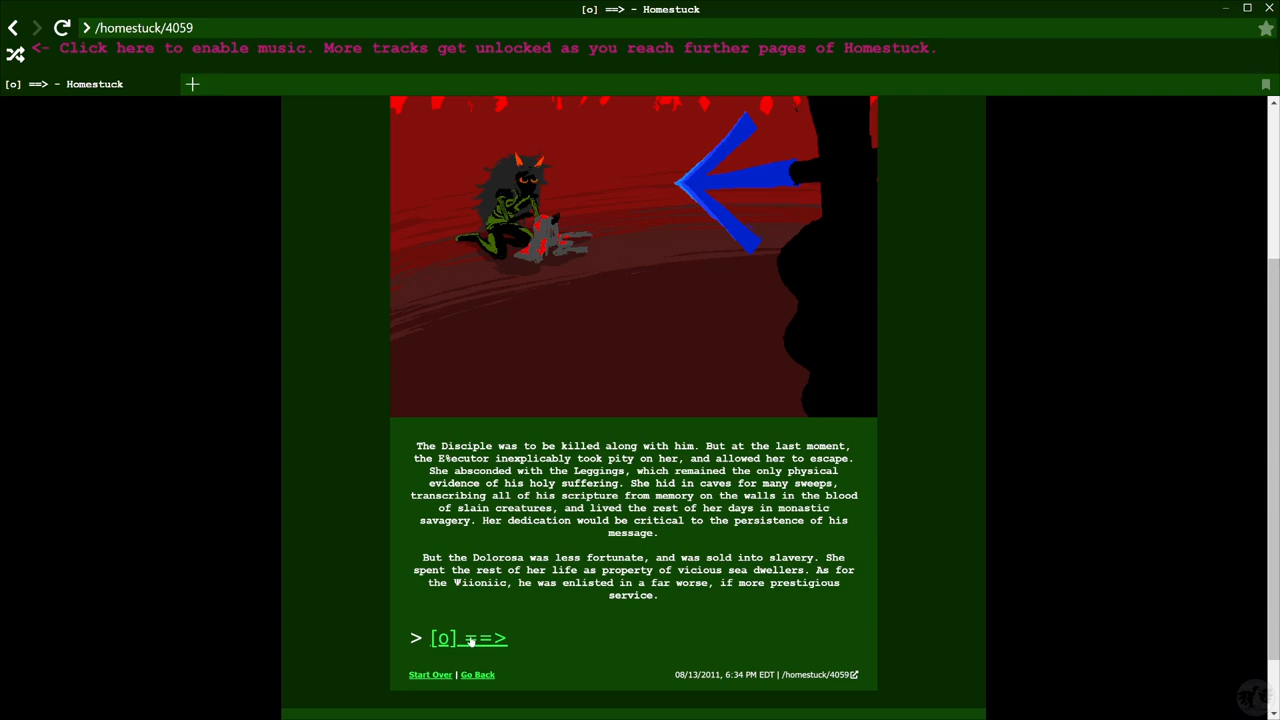 [o] ==> - Homestuck
/homestuck/4059
<- Click here to enable music. More tracks get unlocked as you reach further pages of Homestuck.
[o] ==> - Homestuck
The Disciple was to be killed along with him. But at the last moment,
the E%ecutor inexplicably took pity on her, and allowed her to escape.
She absconded with the Leggings, which remained the only physical
evidence of his holy suffering. She hid in caves for many sweeps,
transcribing all of his scripture from memory on the walls in the blood
of slain creatures, and lived the rest of her days in monastic
savagery. Her dedication would be critical to the persistence of his
message.
But the Dolorosa was less fortunate, and was sold into slavery. She
spent the rest of her life as property of vicious sea dwellers. As for
the Ψiioniic, he was enlisted in a far worse, if more prestigious
service.
> [o] ==>
Start Over | Go Back 08/13/2011, 6:34 PM EDT | /homestuck/4059